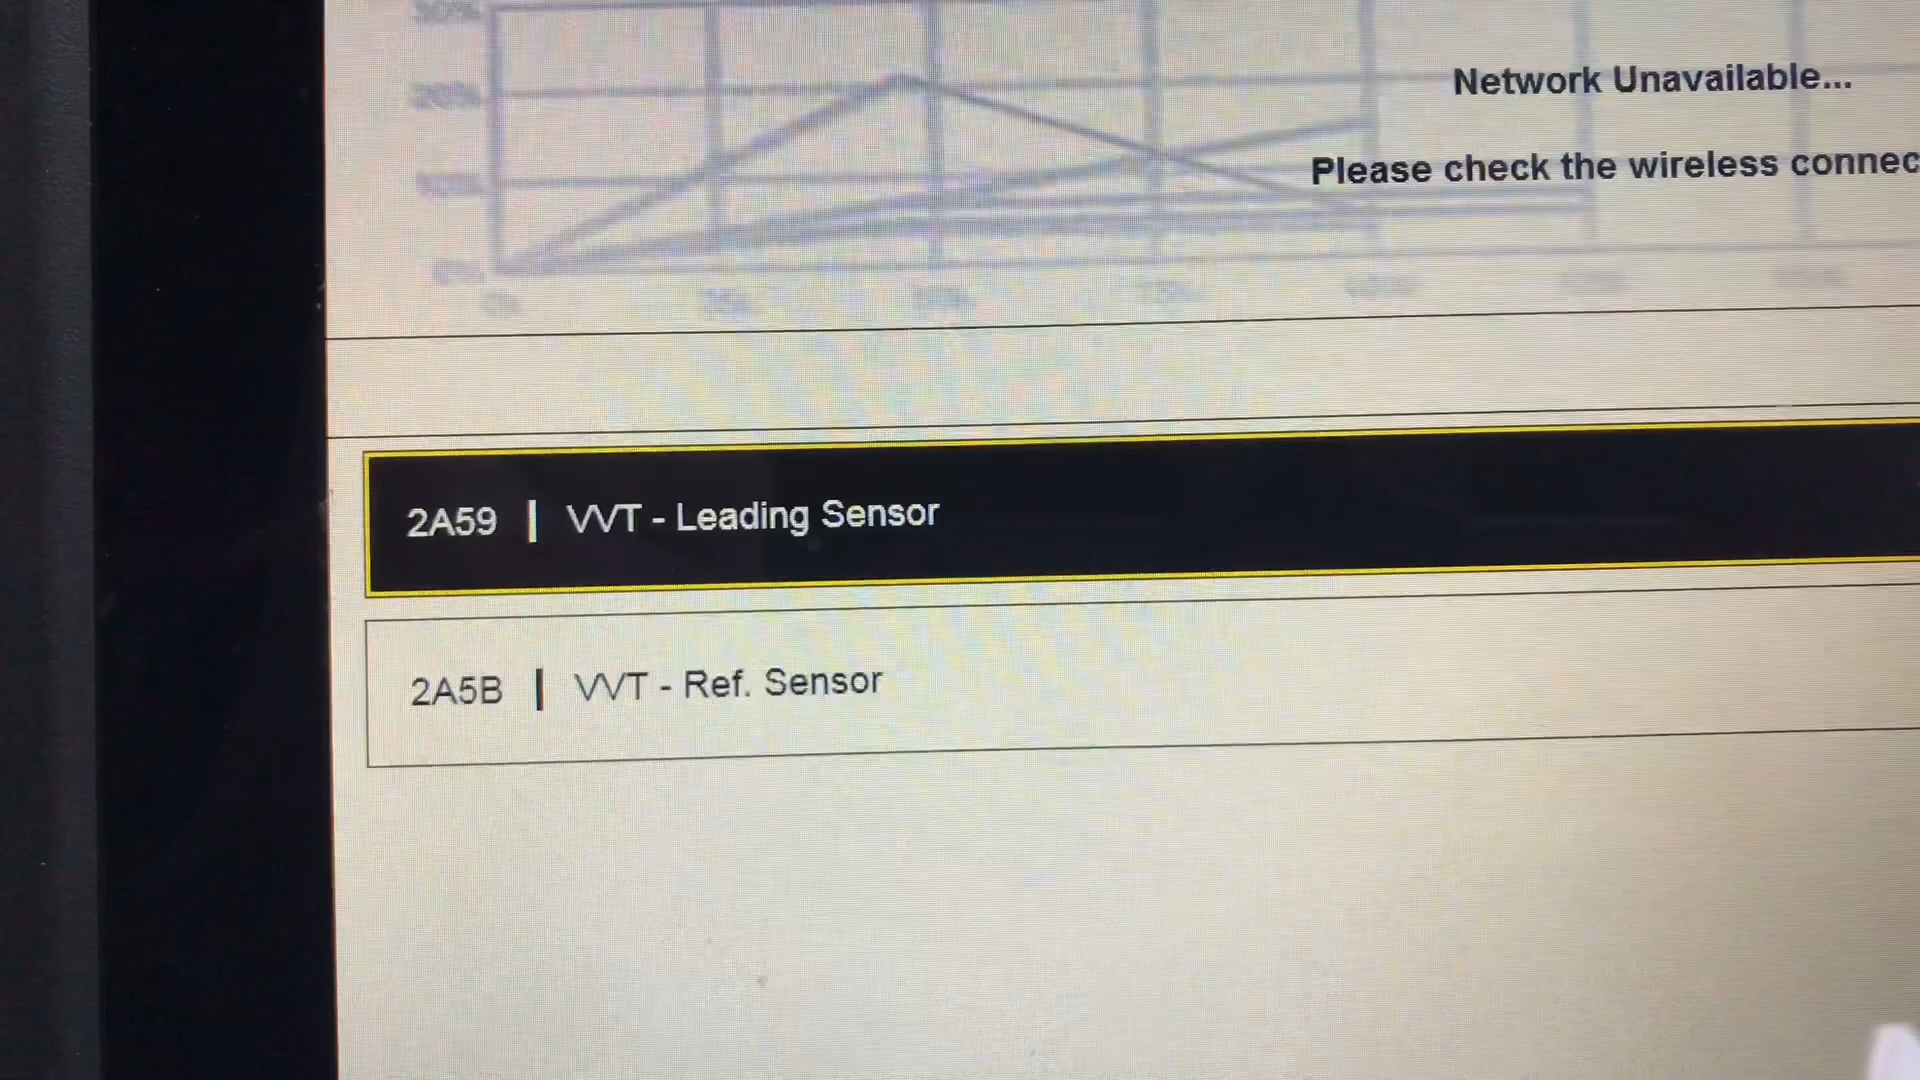 Network Unavailable...
Please check the wireless connec
2A59 | VVT - Leading Sensor
2A5B | VVT - Ref. Sensor